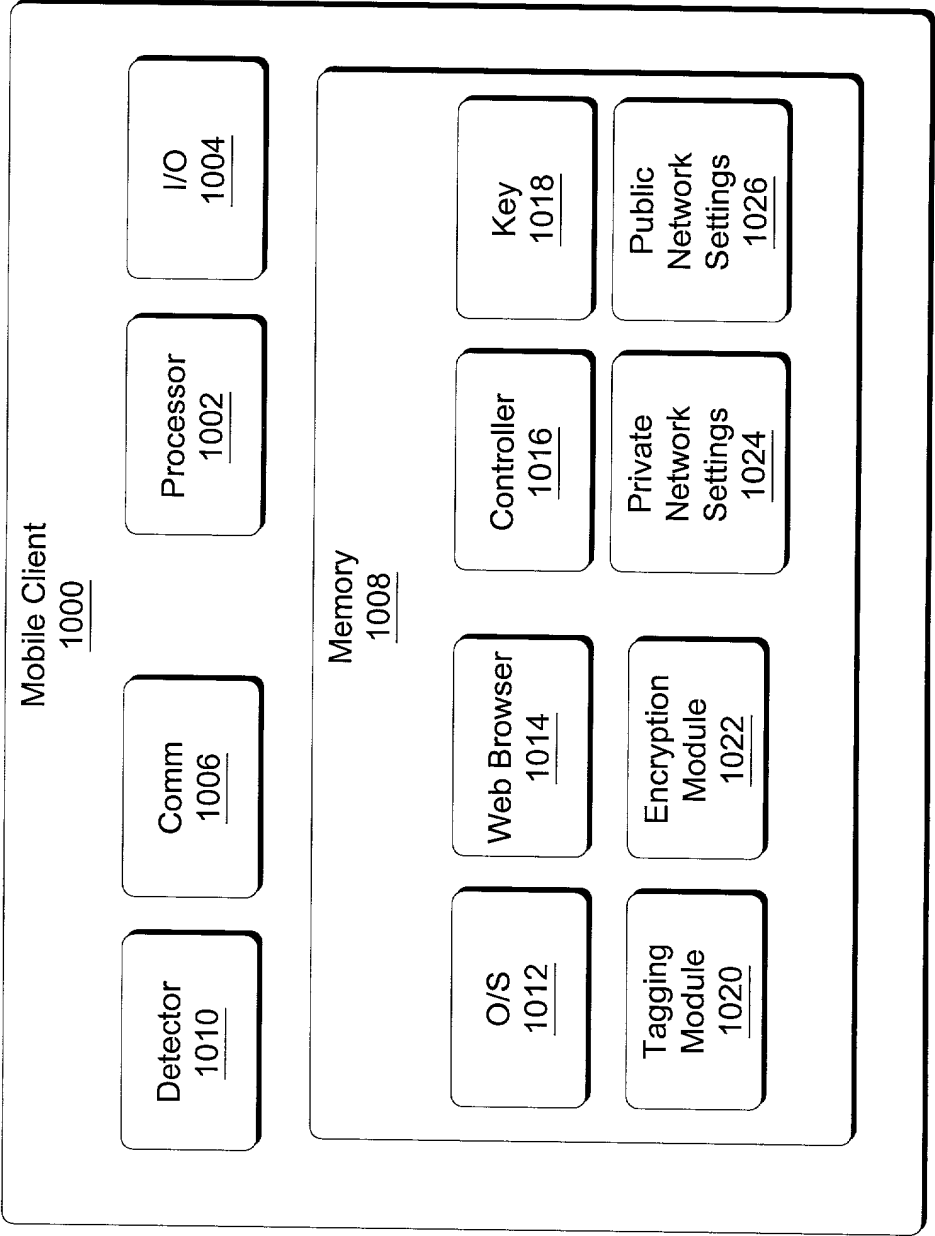 Mobile Client
1000
Detector
1010
Comm
1006
Processor
1002
I/O
1004
Memory
1008
O/S
1012
Web Browser
1014
Controller
1016
Key
1018
Tagging
Module
1020
Encryption
Module
1022
Private
Network
Settings
1024
Public
Network
Settings
1026